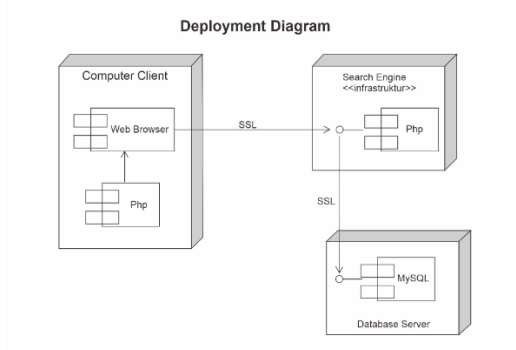 Deployment Diagram
Computer Client
Web Browser
Php
SSL
Search Engine
<<infrastruktur>>
Php
SSL
MySQL
Database Server